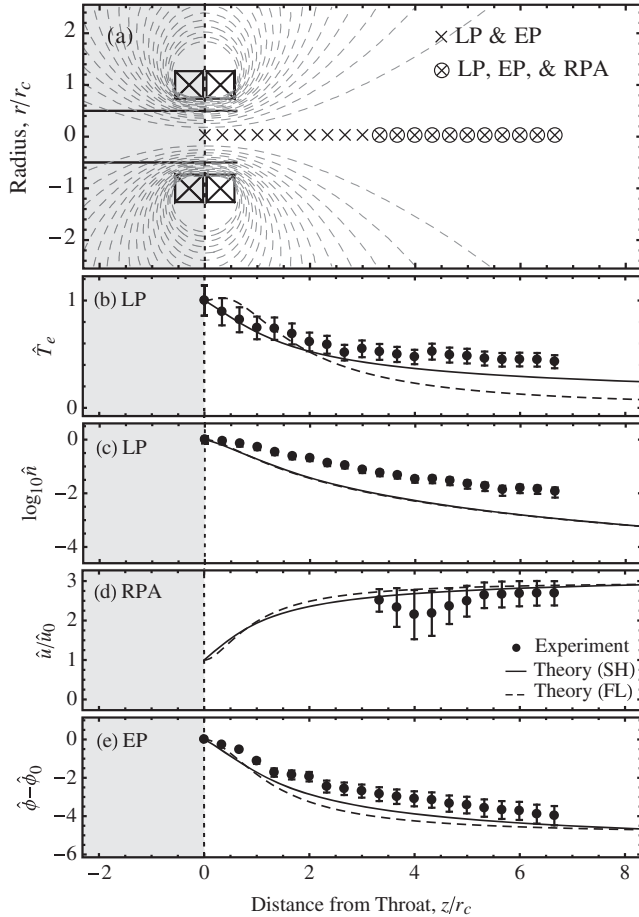 (a)
× LP & EP
⊗ LP, EP, & RPA
Radius, r/r_c
2
1
0
−1
−2
(b) LP
T̂_e
1
0
(c) LP
log₁₀ n̂
0
−2
−4
(d) RPA
û/û₀
3
2
1
0
Experiment
Theory (SH)
Theory (FL)
(e) EP
ϕ̂−ϕ̂₀
0
−2
−4
−6
−2 0 2 4 6 8
Distance from Throat, z/r_c